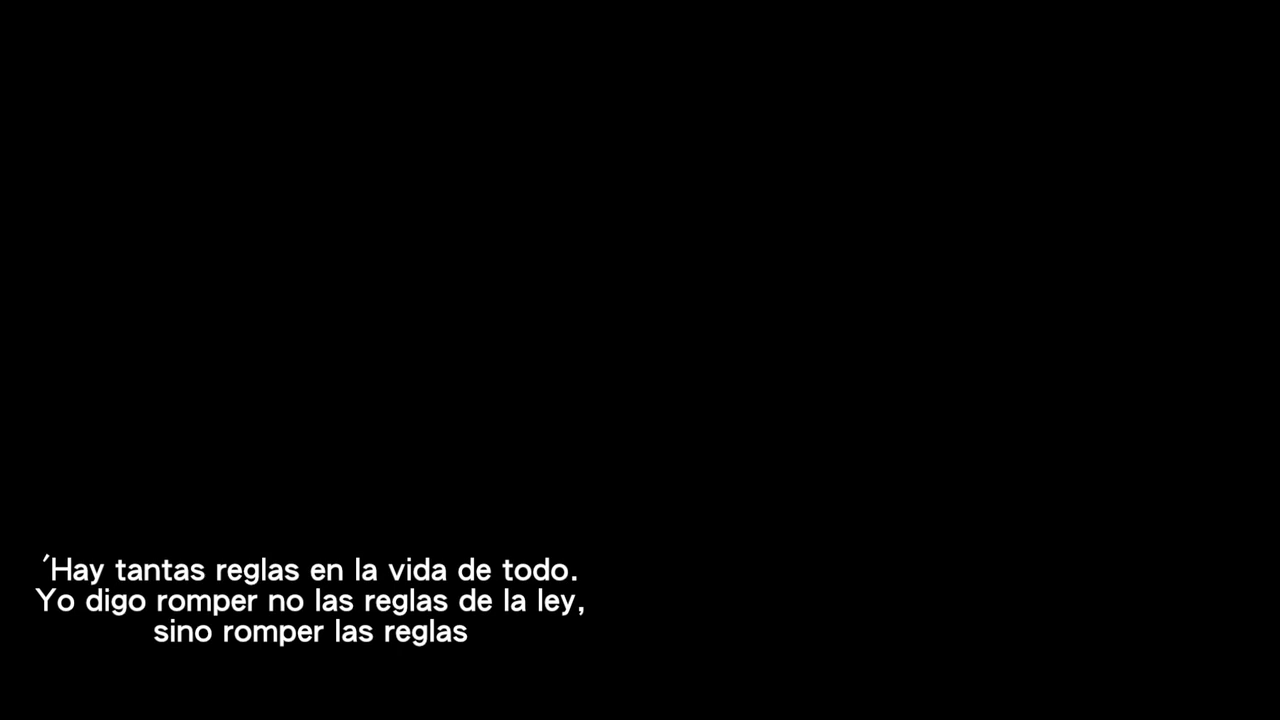 ´Hay tantas reglas en la vida de todo.
Yo digo romper no las reglas de la ley,
sino romper las reglas